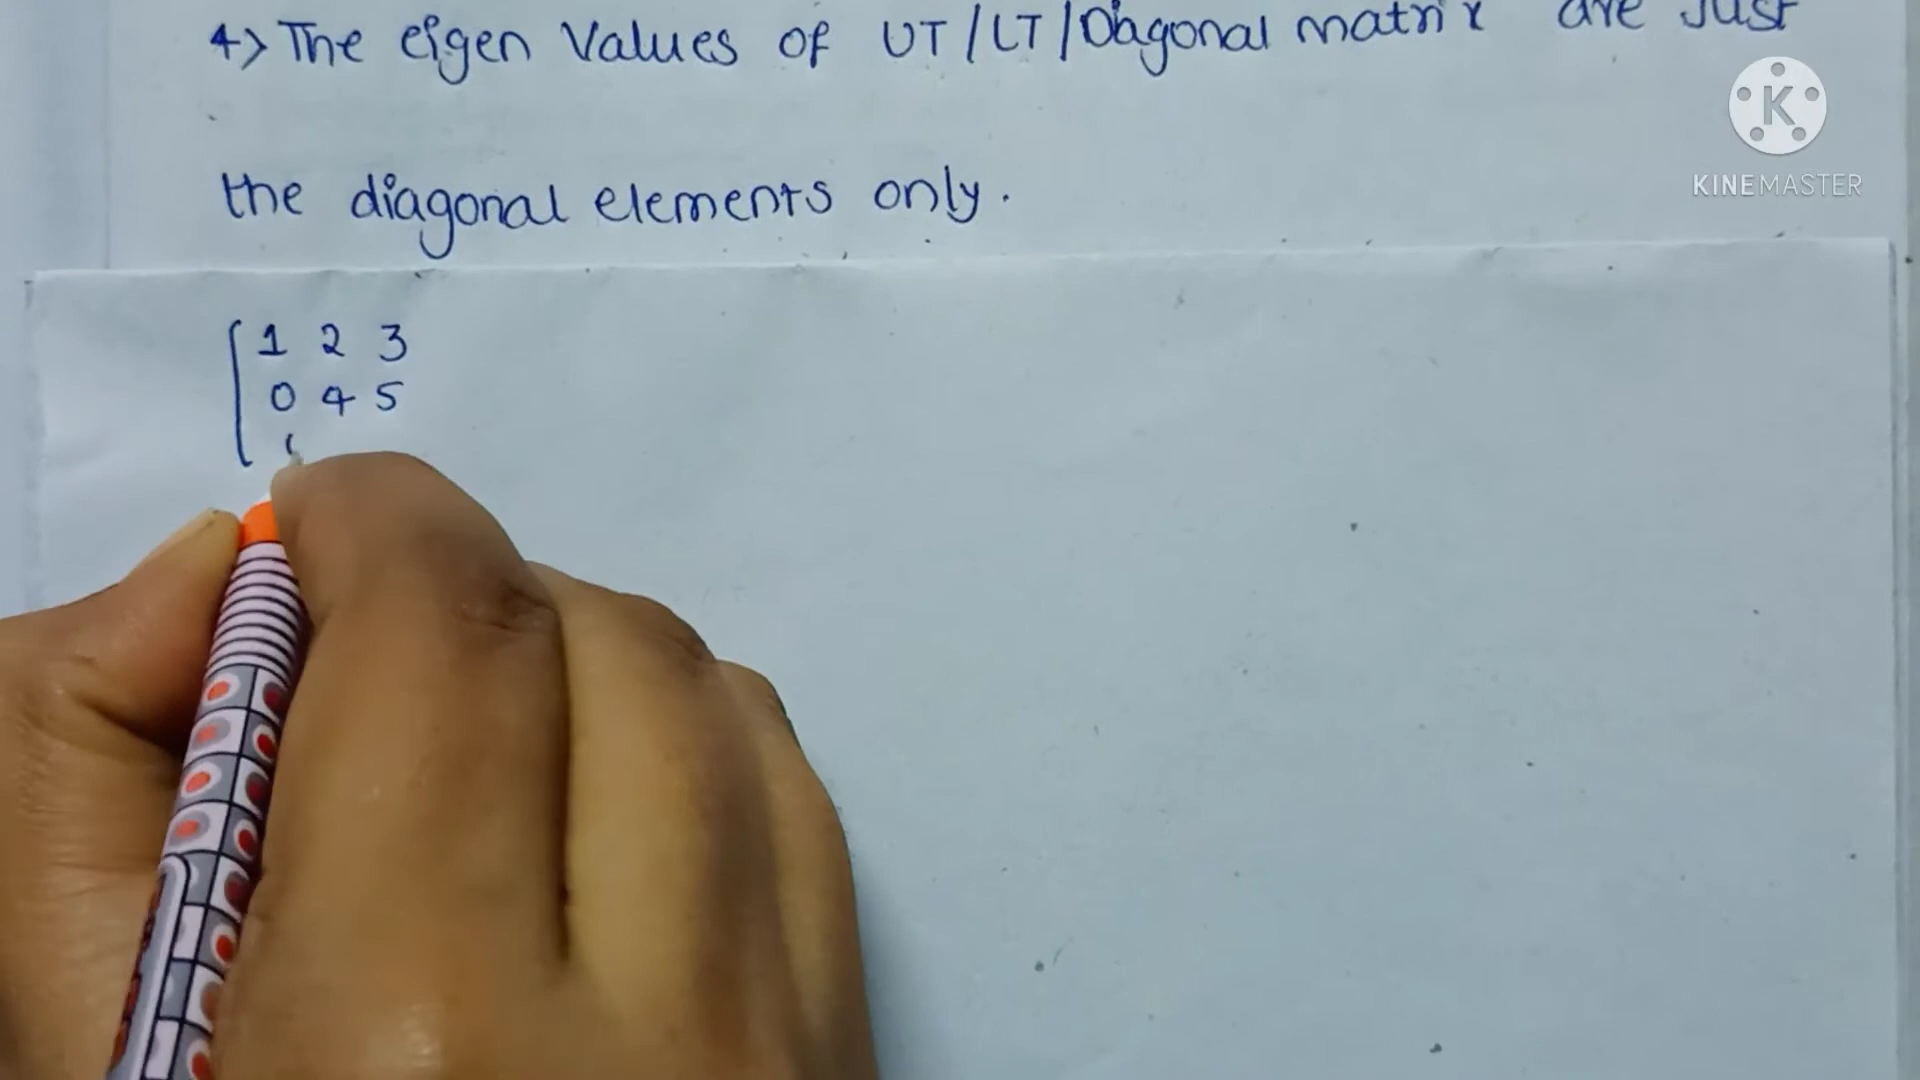 4> The eigen values of UT/LT/Diagonal matrix are Just
K
KINEMASTER
the diagonal elements only.
1 2 3
0 4 5